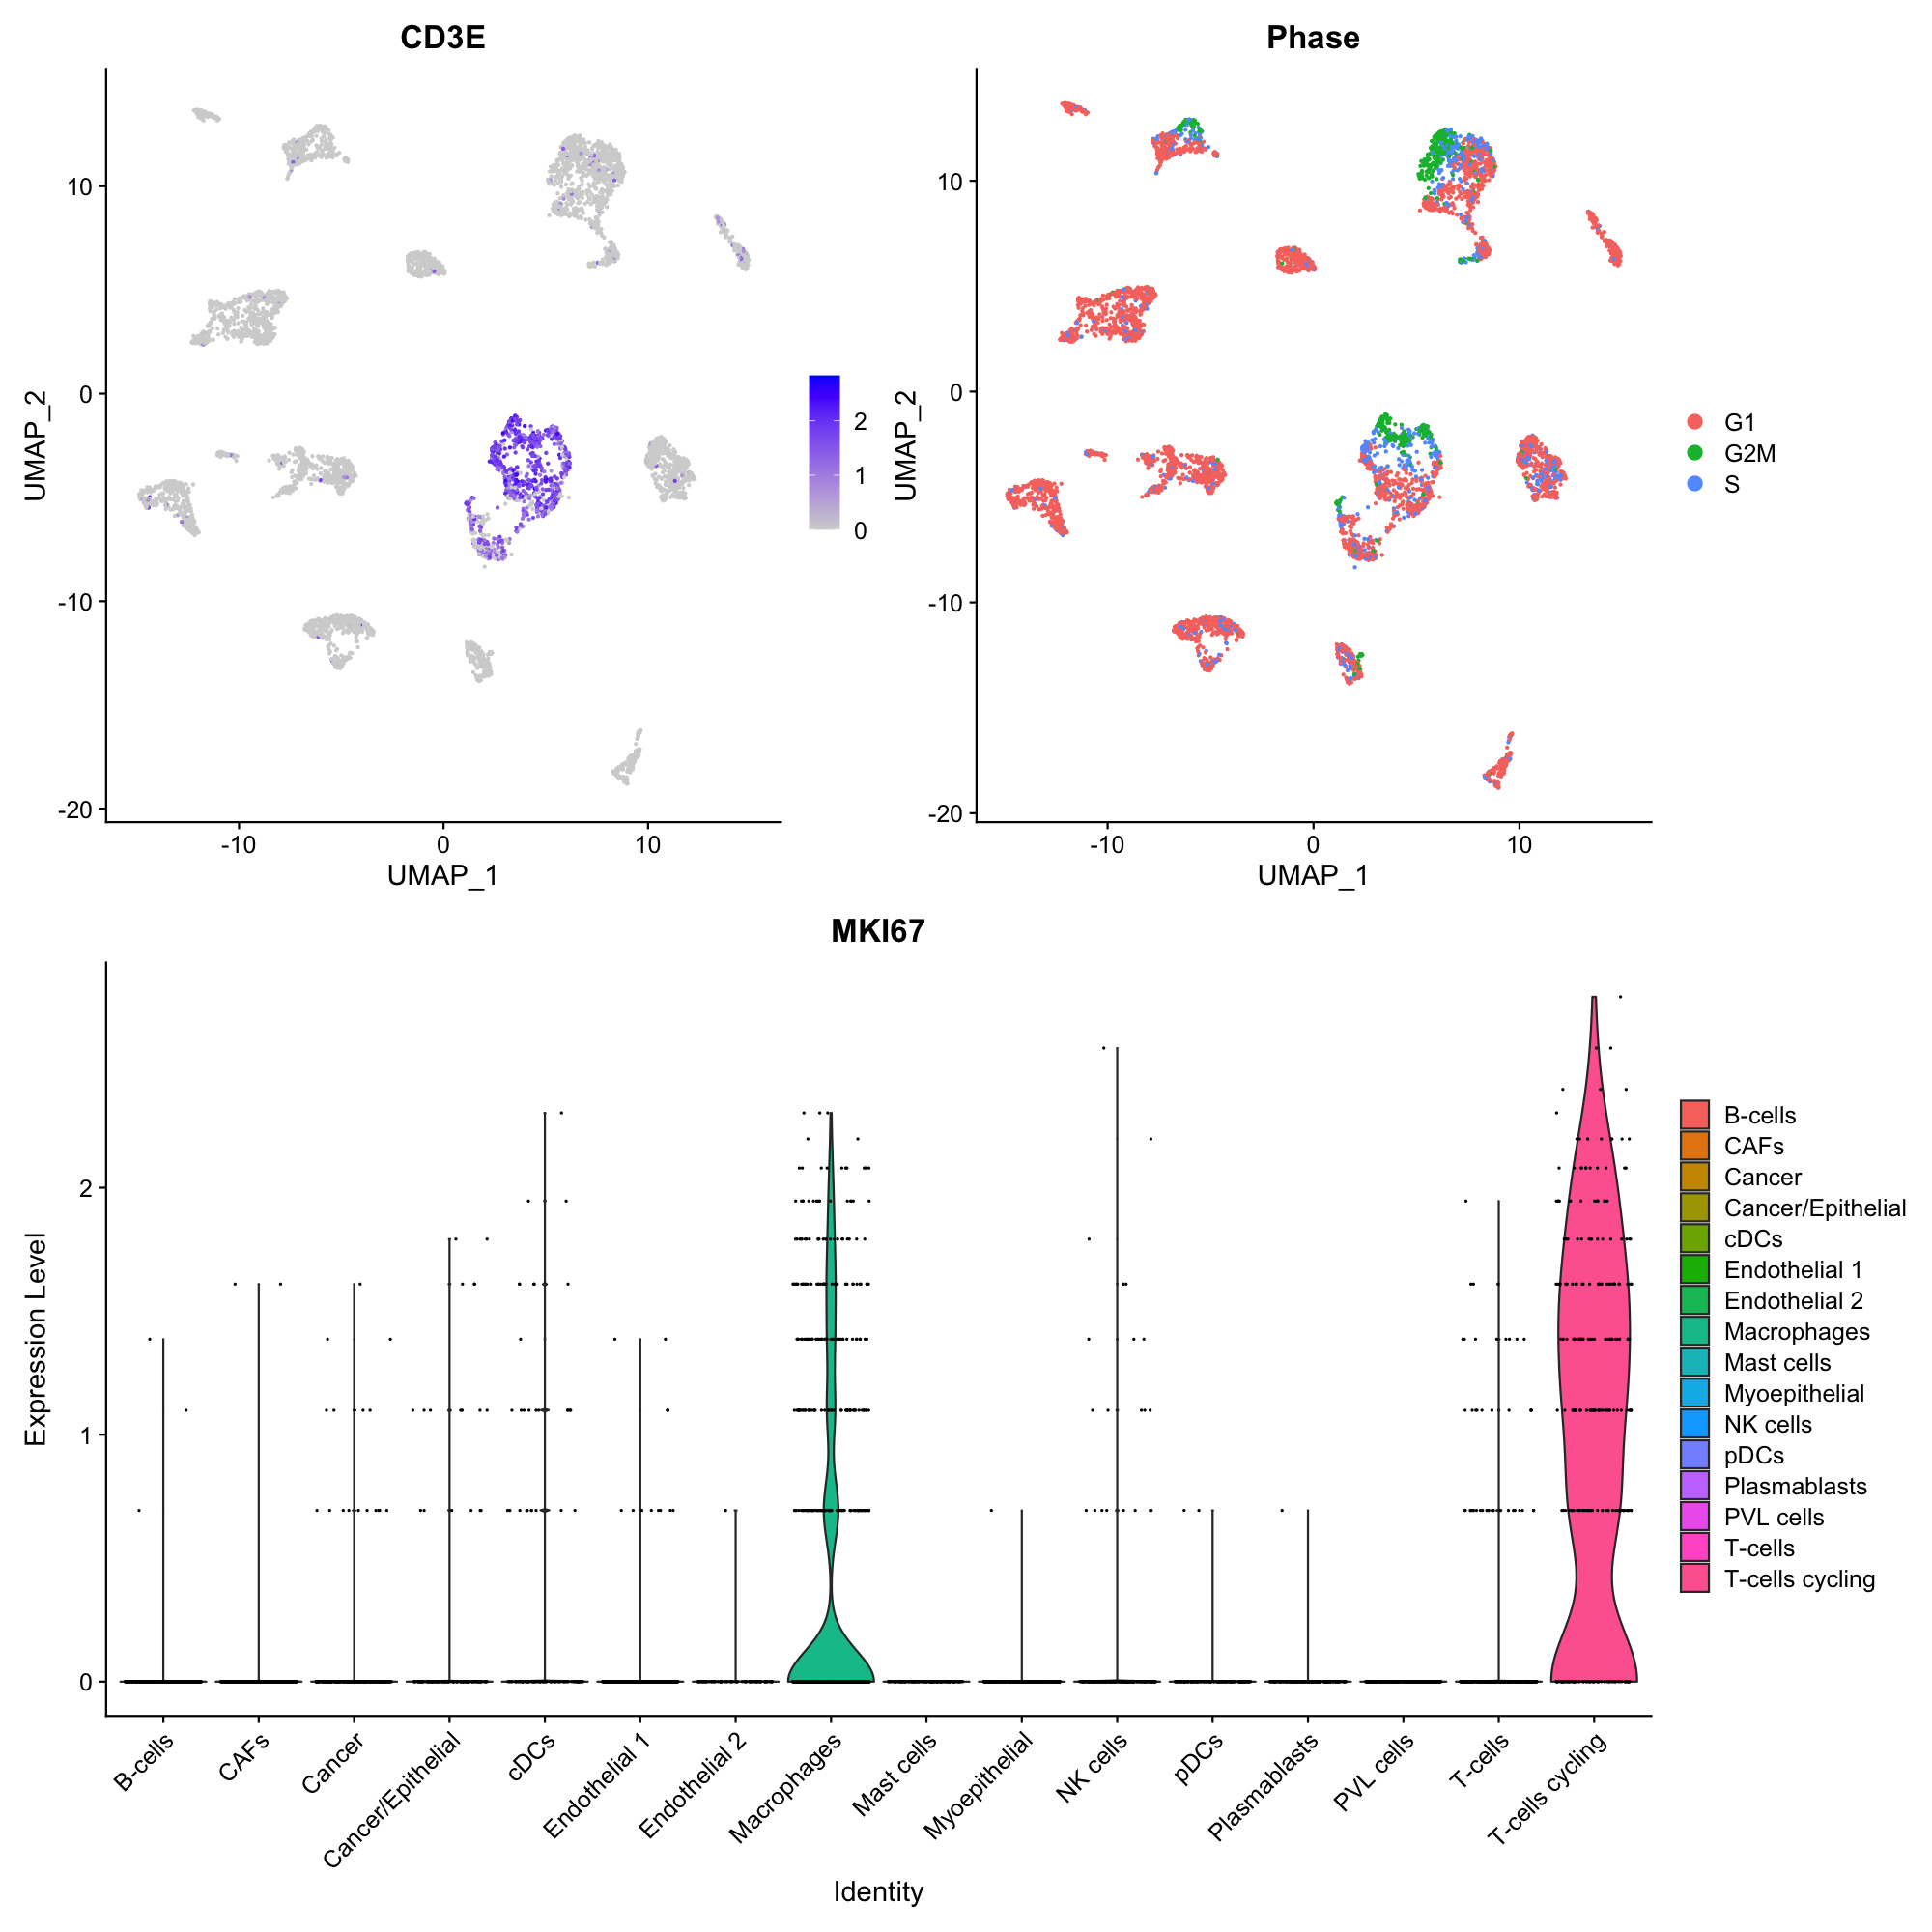 CD3E
10
0
-10
-20
UMAP_2
-10
0
10
UMAP_1
2
1
0
Phase
10
0
-10
-20
UMAP_2
-10
0
10
UMAP_1
G1
G2M
S
MKI67
2
1
0
Expression Level
B-cells
CAFs
Cancer
Cancer/Epithelial
cDCs
Endothelial 1
Endothelial 2
Macrophages
Mast cells
Myoepithelial
NK cells
pDCs
Plasmablasts
PVL cells
T-cells
T-cells cycling
Identity
B-cells
CAFs
Cancer
Cancer/Epithelial
cDCs
Endothelial 1
Endothelial 2
Macrophages
Mast cells
Myoepithelial
NK cells
pDCs
Plasmablasts
PVL cells
T-cells
T-cells cycling